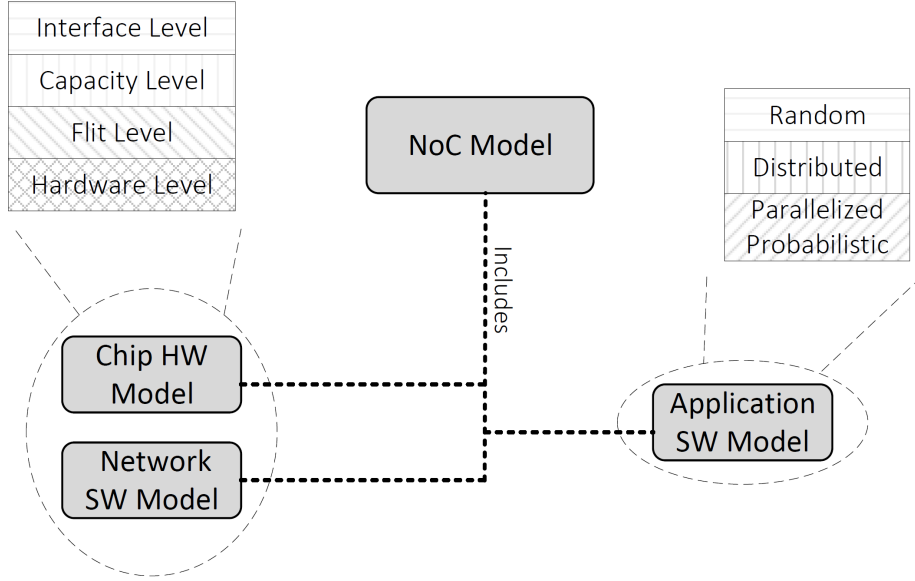 Interface Level
Capacity Level
Flit Level
Hardware Level
NoC Model
Random
Distributed
Parallelized
Probabilistic
Includes
Chip HW
Model
Network
SW Model
Application
SW Model